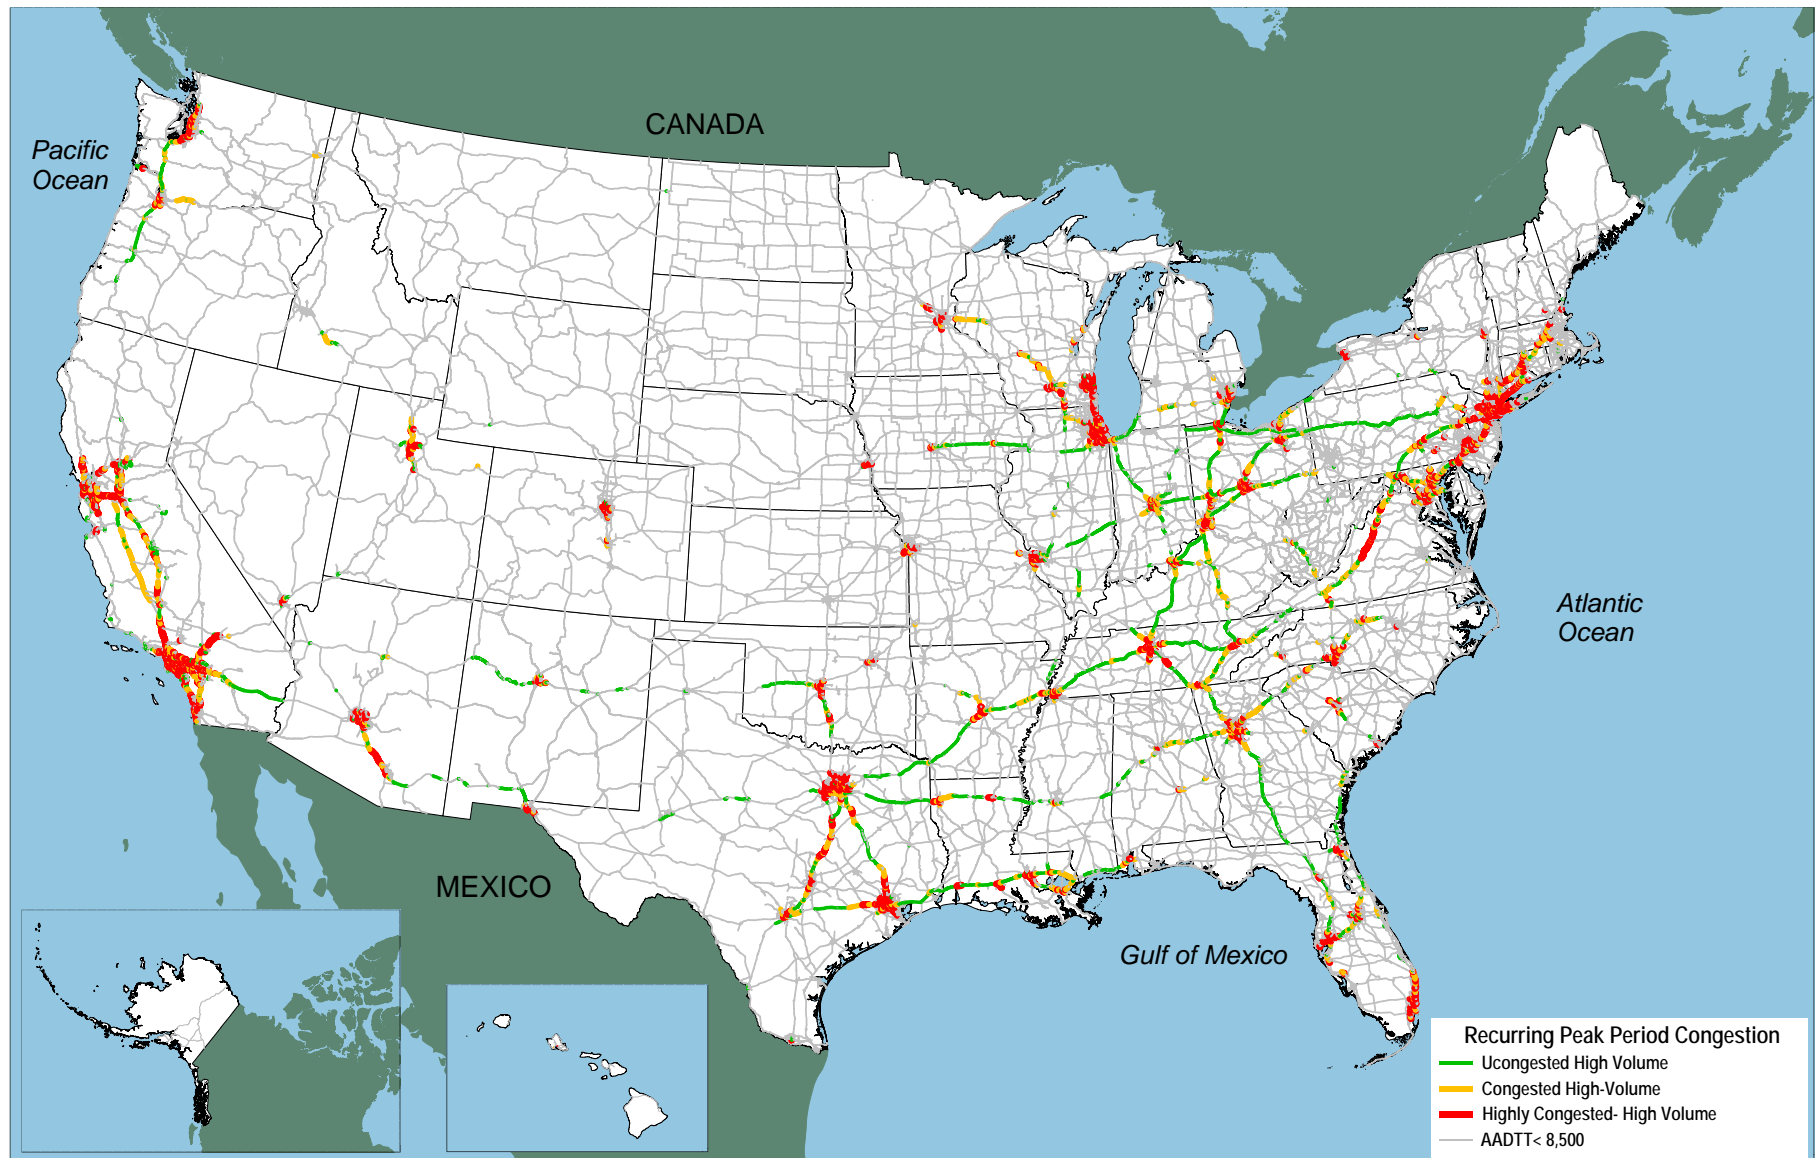 CANADA
Pacific
Ocean
Atlantic
Ocean
MEXICO
Gulf of Mexico
Recurring Peak Period Congestion
Ucongested High Volume
Congested High-Volume
Highly Congested- High Volume
AADTT< 8,500